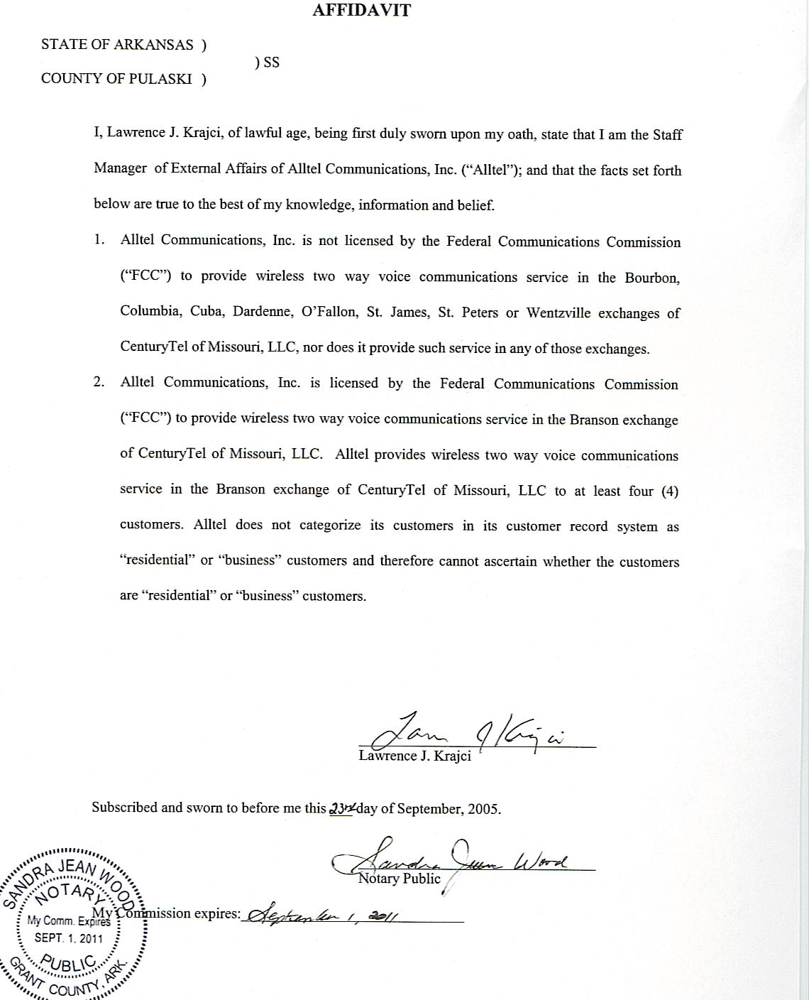 AFFIDAVIT
STATE OF ARKANSAS )
) SS
COUNTY OF PULASKI )
I, Lawrence J. Krajci, of lawful age, being first duly sworn upon my oath, state that I am the Staff
Manager of External Affairs of Alltel Communications, Inc. (“Alltel”); and that the facts set forth
below are true to the best of my knowledge, information and belief.
1. Alltel Communications, Inc. is not licensed by the Federal Communications Commission
(“FCC”) to provide wireless two way voice communications service in the Bourbon,
Columbia, Cuba, Dardenne, O’Fallon, St. James, St. Peters or Wentzville exchanges of
CenturyTel of Missouri, LLC, nor does it provide such service in any of those exchanges.
2. Alltel Communications, Inc. is licensed by the Federal Communications Commission
(“FCC”) to provide wireless two way voice communications service in the Branson exchange
of CenturyTel of Missouri, LLC. Alltel provides wireless two way voice communications
service in the Branson exchange of CenturyTel of Missouri, LLC to at least four (4)
customers. Alltel does not categorize its customers in its customer record system as
“residential” or “business” customers and therefore cannot ascertain whether the customers
are “residential” or “business” customers.
J Krajci
Lawrence J. Krajci
Subscribed and sworn to before me this 23rd day of September, 2005.
Sandra Jean Wood
Notary Public
My Commission expires: September 1, 2011
SANDRA JEAN WOOD
NOTARY
My Comm. Expires
SEPT. 1, 2011
PUBLIC
GRANT COUNTY, ARK.